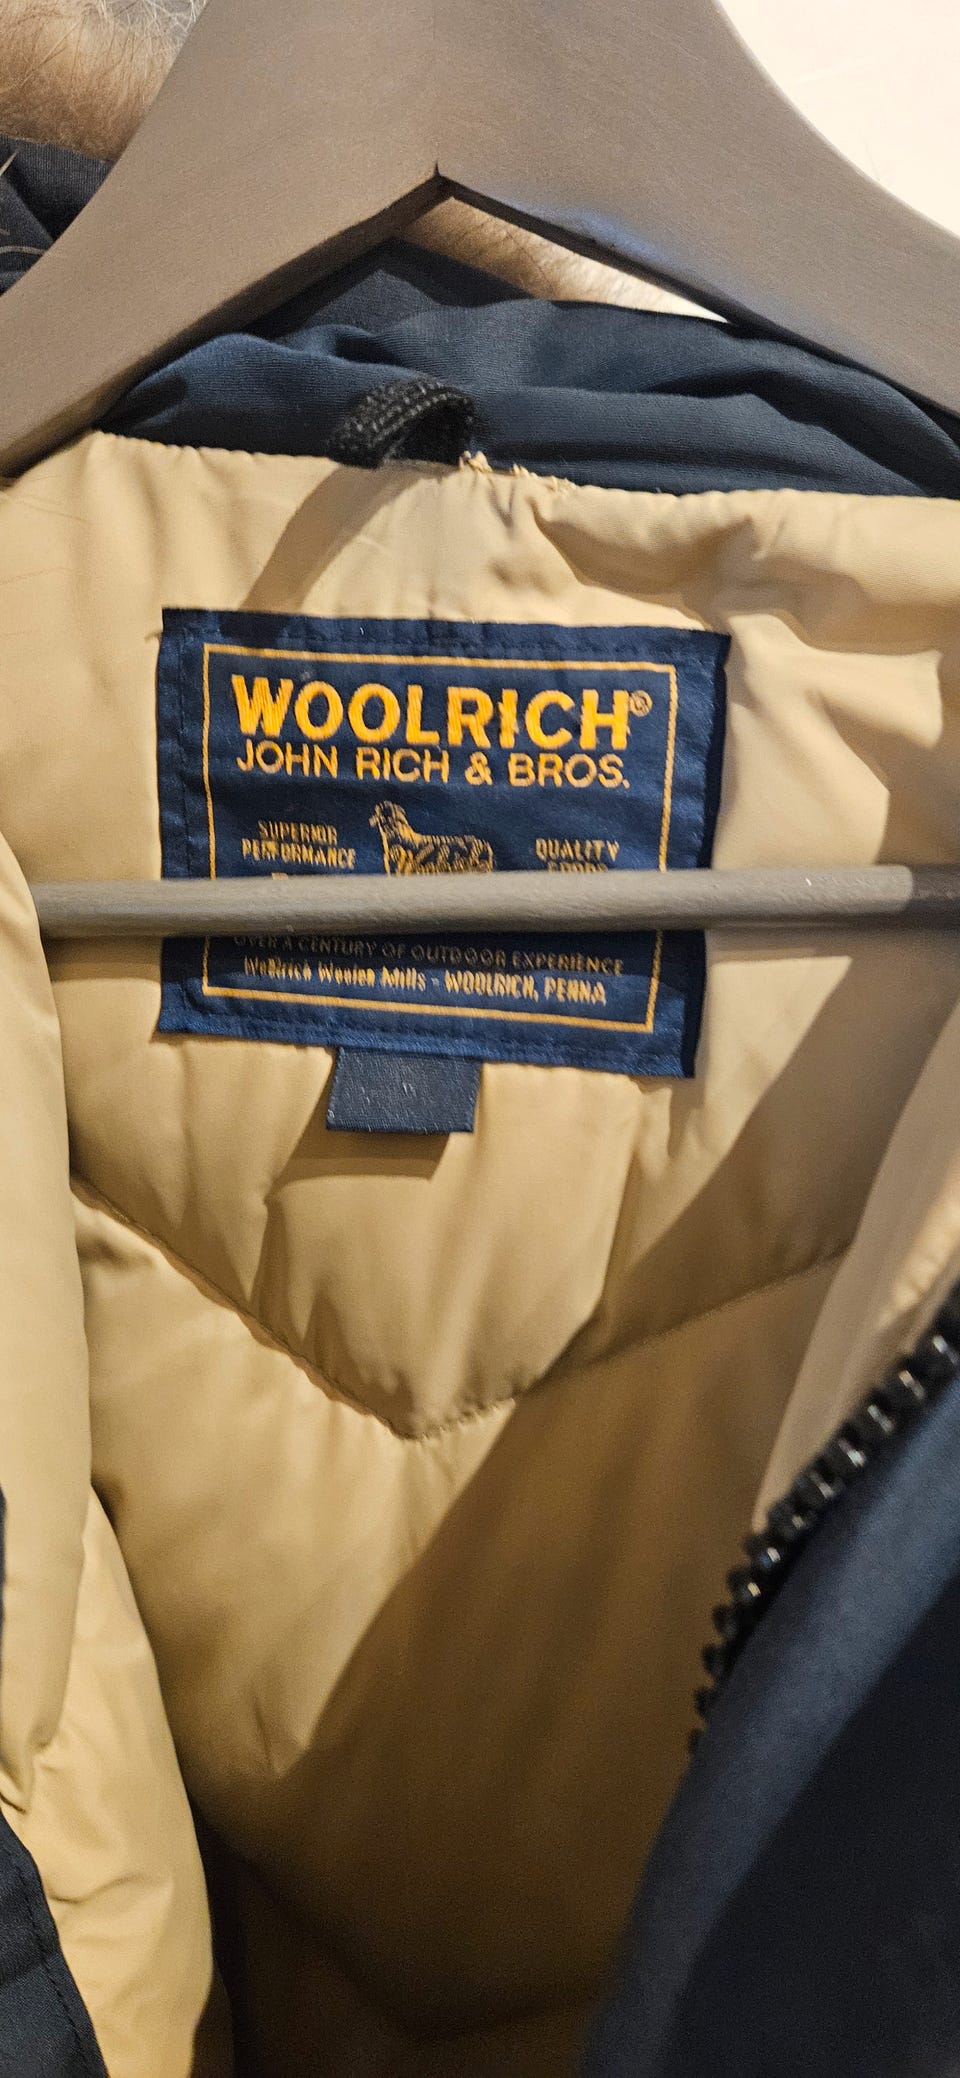 WOOLRICH®
JOHN RICH & BROS.
SUPERIOR
PERFORMANCE
QUALITY
OVER A CENTURY OF OUTDOOR EXPERIENCE
Woolrich Woolen Mills - WOOLRICH, PENNA